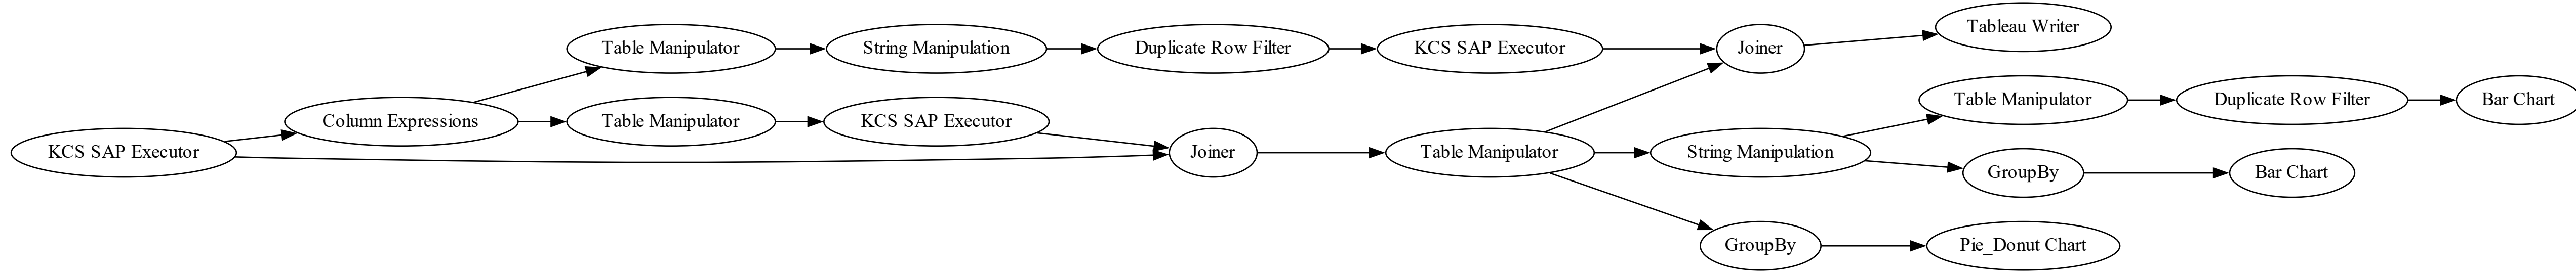 Tableau Writer
Table Manipulator
String Manipulation
Duplicate Row Filter
KCS SAP Executor
Joiner
Table Manipulator
Duplicate Row Filter
Bar Chart
Column Expressions
Table Manipulator
KCS SAP Executor
KCS SAP Executor
Joiner
Table Manipulator
String Manipulation
GroupBy
Bar Chart
GroupBy
Pie_Donut Chart